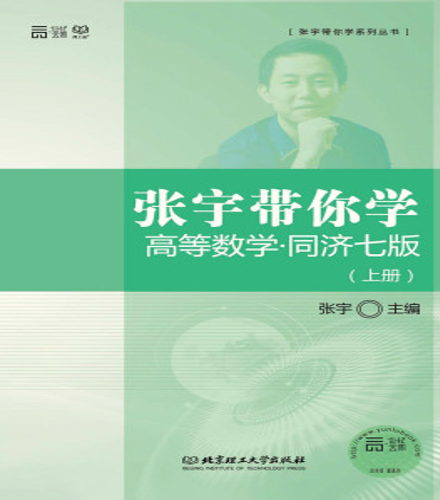 [ 张宇带你学系列丛书 ]
张宇带你学
高等数学·同济七版
(上册)
张宇 主编
北京理工大学出版社